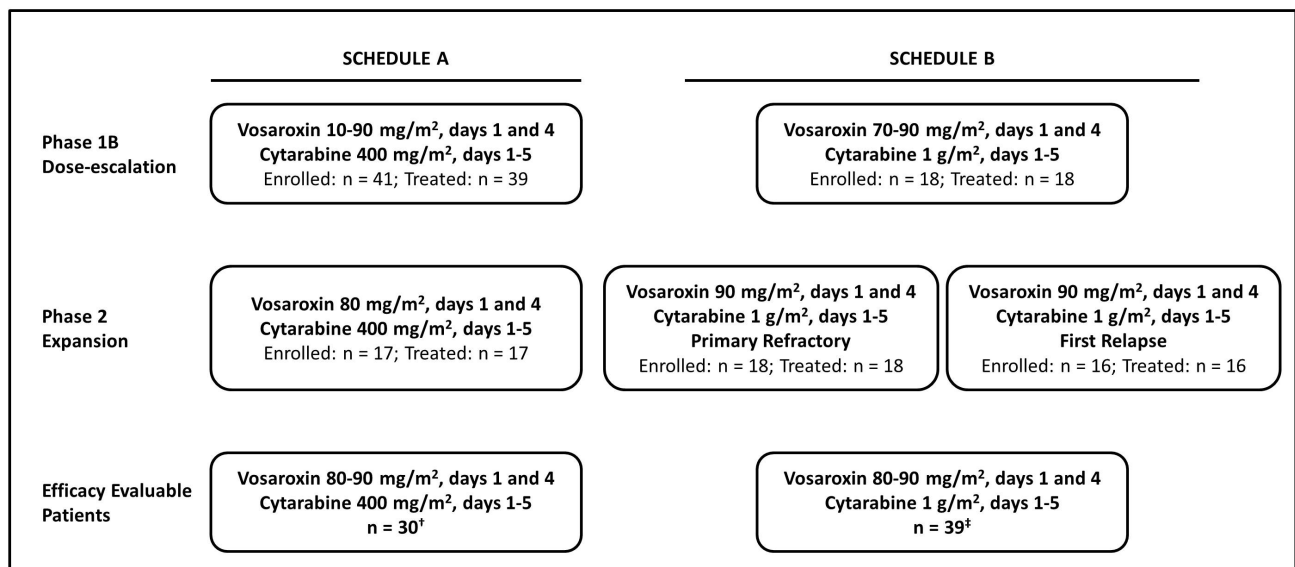 SCHEDULE A
SCHEDULE B
Phase 1B
Dose-escalation
Vosaroxin 10-90 mg/m², days 1 and 4
Cytarabine 400 mg/m², days 1-5
Enrolled: n = 41; Treated: n = 39
Vosaroxin 70-90 mg/m², days 1 and 4
Cytarabine 1 g/m², days 1-5
Enrolled: n = 18; Treated: n = 18
Phase 2
Expansion
Vosaroxin 80 mg/m², days 1 and 4
Cytarabine 400 mg/m², days 1-5
Enrolled: n = 17; Treated: n = 17
Vosaroxin 90 mg/m², days 1 and 4
Cytarabine 1 g/m², days 1-5
Primary Refractory
Enrolled: n = 18; Treated: n = 18
Vosaroxin 90 mg/m², days 1 and 4
Cytarabine 1 g/m², days 1-5
First Relapse
Enrolled: n = 16; Treated: n = 16
Efficacy Evaluable
Patients
Vosaroxin 80-90 mg/m², days 1 and 4
Cytarabine 400 mg/m², days 1-5
n = 30†
Vosaroxin 80-90 mg/m², days 1 and 4
Cytarabine 1 g/m², days 1-5
n = 39‡